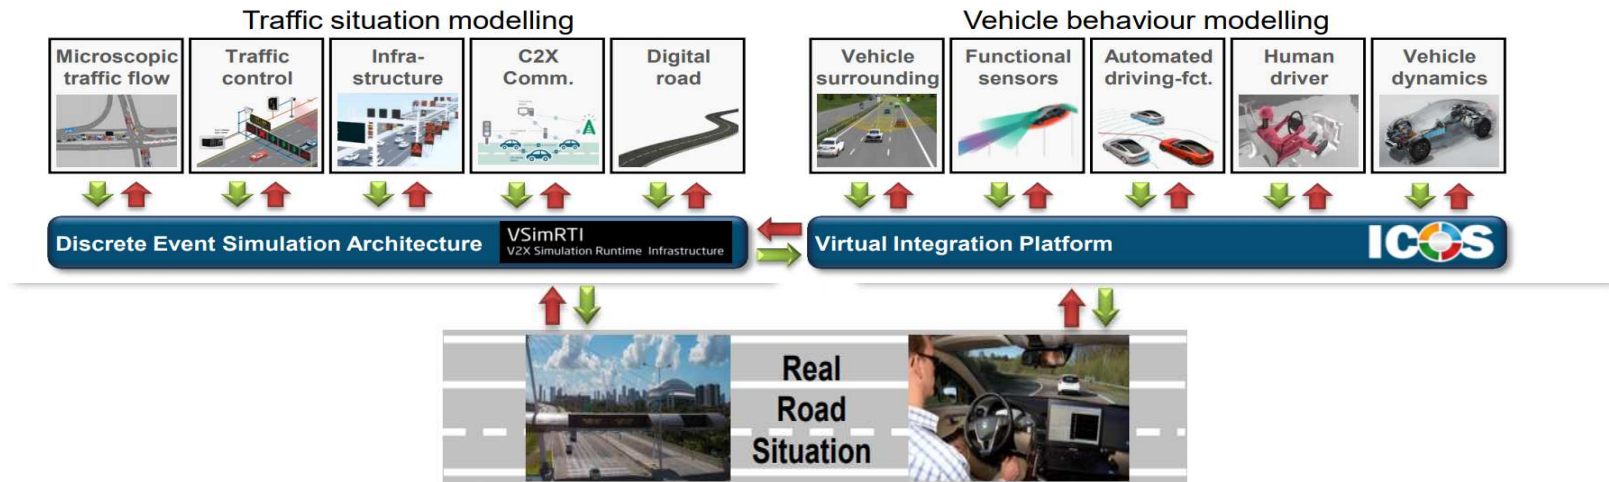 Traffic situation modelling
Vehicle behaviour modelling
Microscopic
traffic flow
Traffic
control
Infra-
structure
C2X
Comm.
Digital
road
Vehicle
surrounding
Functional
sensors
Automated
driving-fct.
Human
driver
Vehicle
dynamics
Discrete Event Simulation Architecture
VSimRTI
V2X Simulation Runtime Infrastructure
Virtual Integration Platform
ICOS
Real
Road
Situation